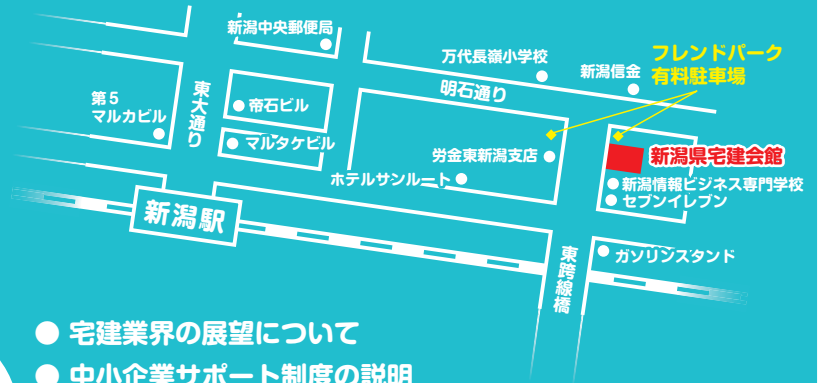 新潟中央郵便局
万代長嶺小学校
新潟信金
フレンドパーク
有料駐車場
明石通り
第5
マルカビル
東大通り
帝石ビル
マルタケビル
労金東新潟支店
ホテルサンルート
新潟県宅建会館
新潟情報ビジネス専門学校
セブンイレブン
新潟駅
東跨線橋
ガソリンスタンド
● 宅建業界の展望について
● 中小企業サポート制度の説明